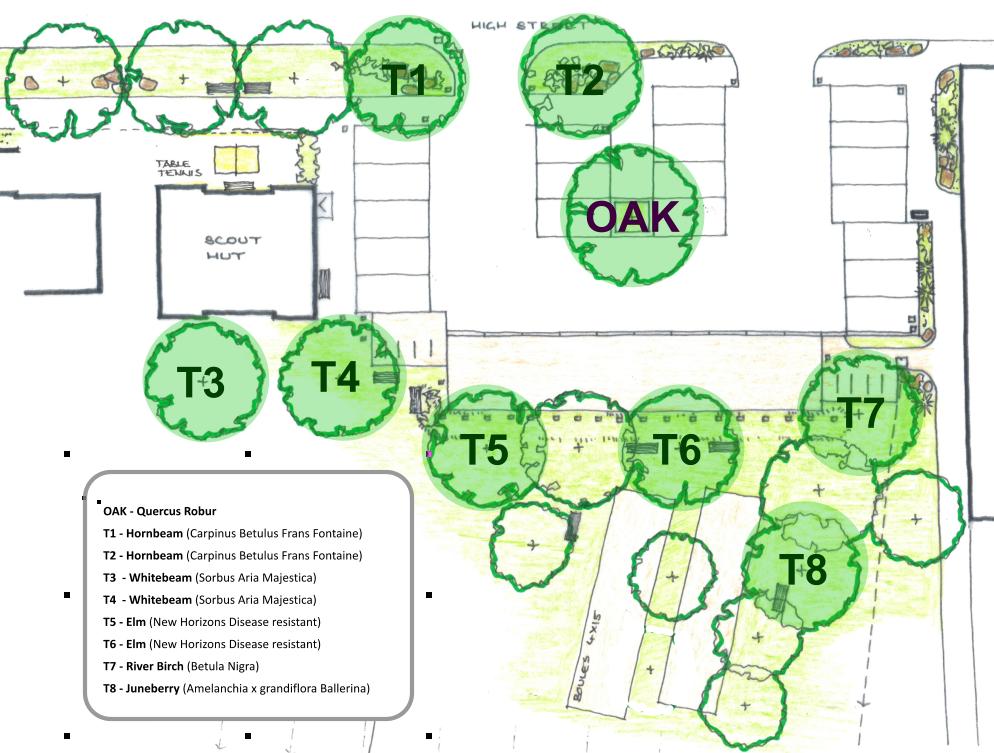 HIGH STREET
T1
T2
TABLE
TENNIS
OAK
SCOUT
HUT
T3
T4
T5
T6
T7
T8
OAK - Quercus Robur
T1 - Hornbeam (Carpinus Betulus Frans Fontaine)
T2 - Hornbeam (Carpinus Betulus Frans Fontaine)
T3 - Whitebeam (Sorbus Aria Majestica)
T4 - Whitebeam (Sorbus Aria Majestica)
T5 - Elm (New Horizons Disease resistant)
T6 - Elm (New Horizons Disease resistant)
T7 - River Birch (Betula Nigra)
T8 - Juneberry (Amelanchia x grandiflora Ballerina)
BOULES 4x15